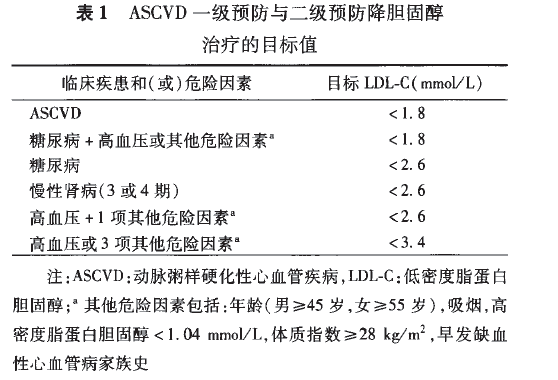 表1 ASCVD 一级预防与二级预防降胆固醇
治疗的目标值
临床疾患和(或)危险因素 目标 LDL-C(mmol/L)
ASCVD <1.8
糖尿病+高血压或其他危险因素ᵃ <1.8
糖尿病 <2.6
慢性肾病(3或4期) <2.6
高血压+1项其他危险因素ᵃ <2.6
高血压或3项其他危险因素ᵃ <3.4
注:ASCVD:动脉粥样硬化性心血管疾病,LDL-C:低密度脂蛋白
胆固醇;ᵃ 其他危险因素包括:年龄(男≥45岁,女≥55岁),吸烟,高
密度脂蛋白胆固醇<1.04 mmol/L,体质指数≥28 kg/m²,早发缺血
性心血管病家族史